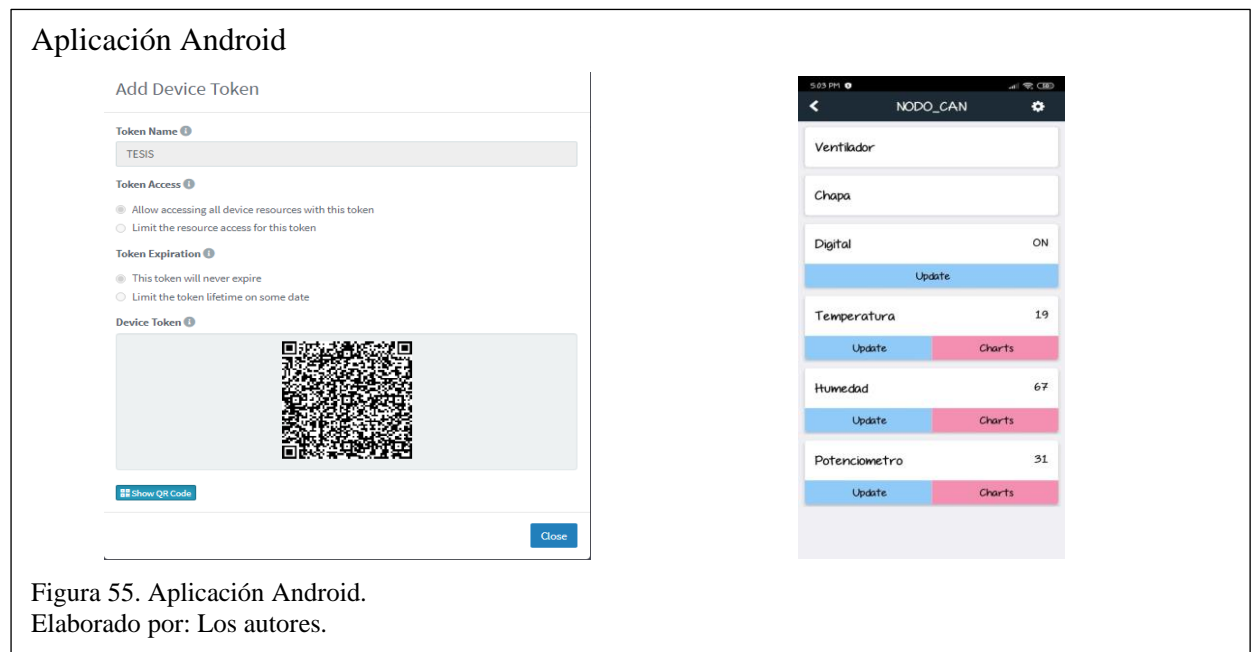 Aplicación Android
Add Device Token
Token Name
TESIS
Token Access
Allow accessing all device resources with this token
Limit the resource access for this token
Token Expiration
This token will never expire
Limit the token lifetime on some date
Device Token
Show QR Code
Close
5:03 PM
NODO_CAN
Ventilador
Chapa
Digital ON
Update
Temperatura 19
Update Charts
Humedad 67
Update Charts
Potenciometro 31
Update Charts
Figura 55. Aplicación Android.
Elaborado por: Los autores.